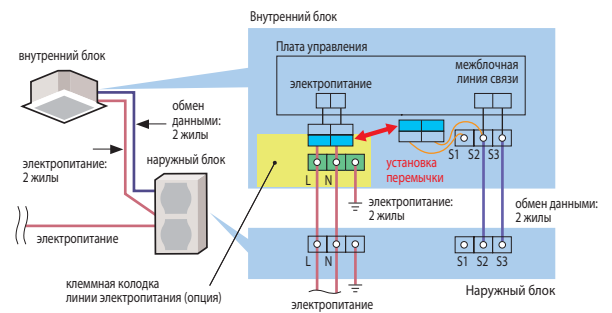 Внутренний блок
Плата управления
внутренний блок
межблочная
линия связи
электропитание
обмен
данными:
2 жилы
электропитание:
2 жилы
наружный блок
S1 S2 S3
установка
перемычки
L N
электропитание:
2 жилы
обмен данными:
2 жилы
электропитание
L N
S1 S2 S3
клеммная колодка
линии электропитания (опция)
Наружный блок
электропитание